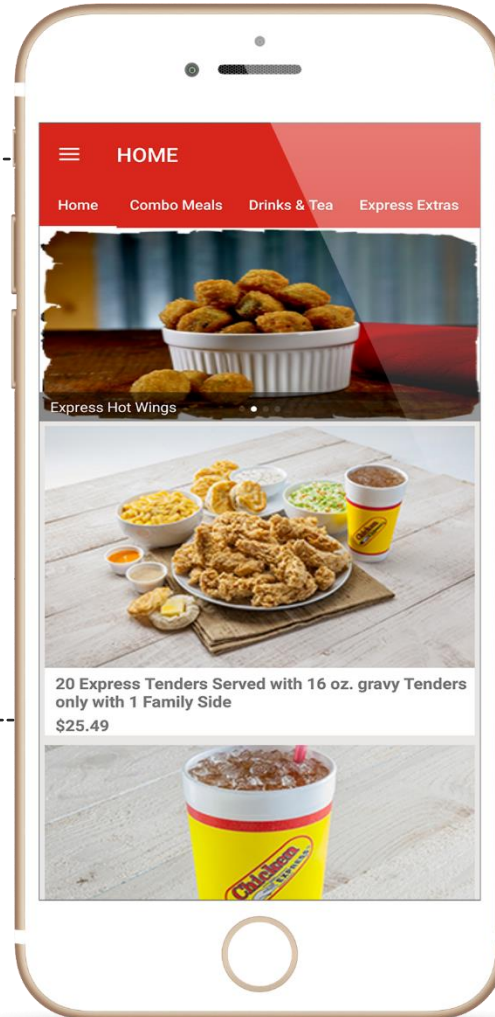 HOME
Home Combo Meals Drinks & Tea Express Extras
Express Hot Wings
20 Express Tenders Served with 16 oz. gravy Tenders
only with 1 Family Side
$25.49
Chicken
EXPRESS